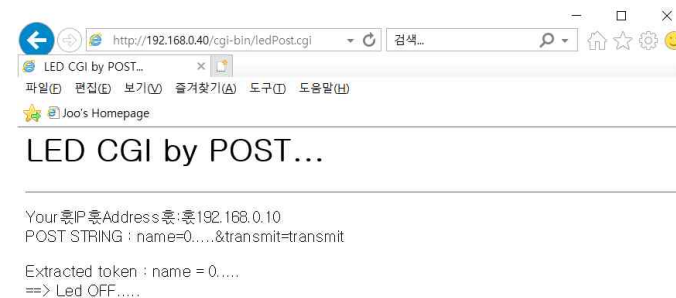 http://192.168.0.40/cgi-bin/ledPost.cgi 검색...
LED CGI by POST...
파일(F) 편집(E) 보기(V) 즐겨찾기(A) 도구(T) 도움말(H)
Joo's Homepage
LED CGI by POST...
Your훗IP훗Address훗:훗192.168.0.10
POST STRING : name=0.....&transmit=transmit
Extracted token : name = 0.....
==> Led OFF.....